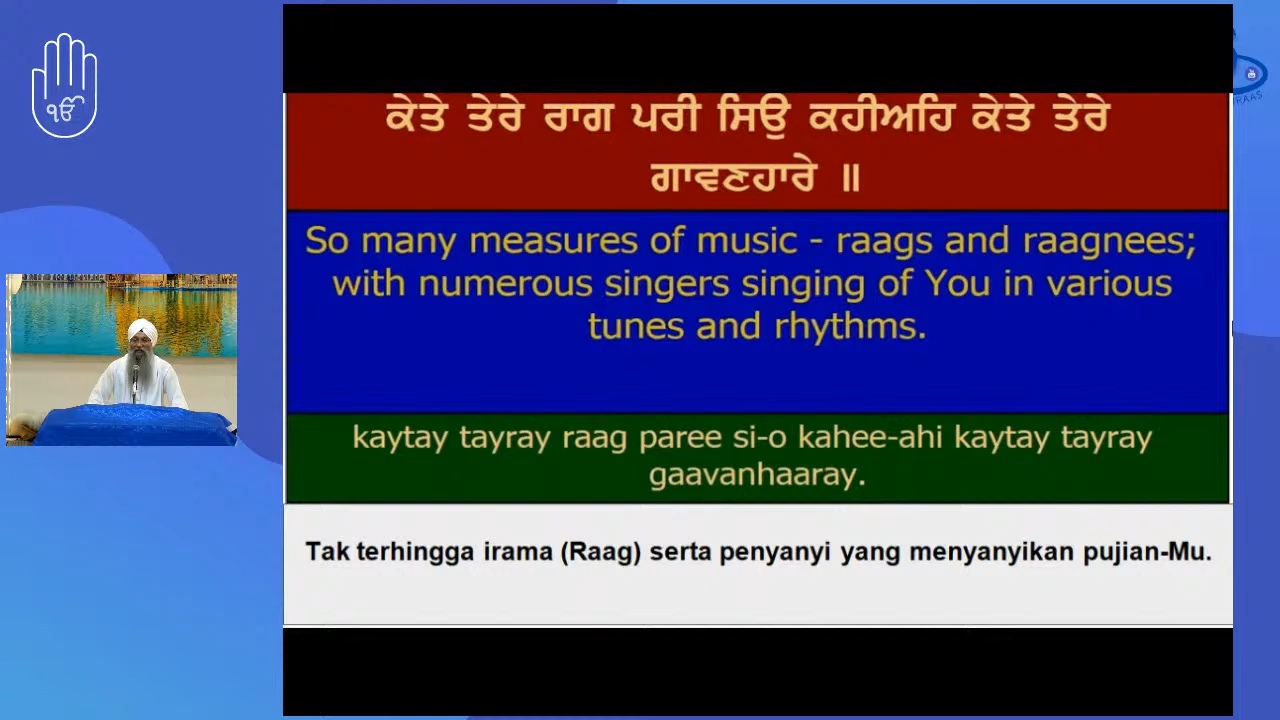 ੴ
ਕੇਤੇ ਤੇਰੇ ਰਾਗ ਪਰੀ ਸਿਉ ਕਹੀਅਹਿ ਕੇਤੇ ਤੇਰੇ
ਗਾਵਣਹਾਰੇ ॥
So many measures of music - raags and raagnees;
with numerous singers singing of You in various
tunes and rhythms.
kaytay tayray raag paree si-o kahee-ahi kaytay tayray
gaavanhaaray.
Tak terhingga irama (Raag) serta penyanyi yang menyanyikan pujian-Mu.